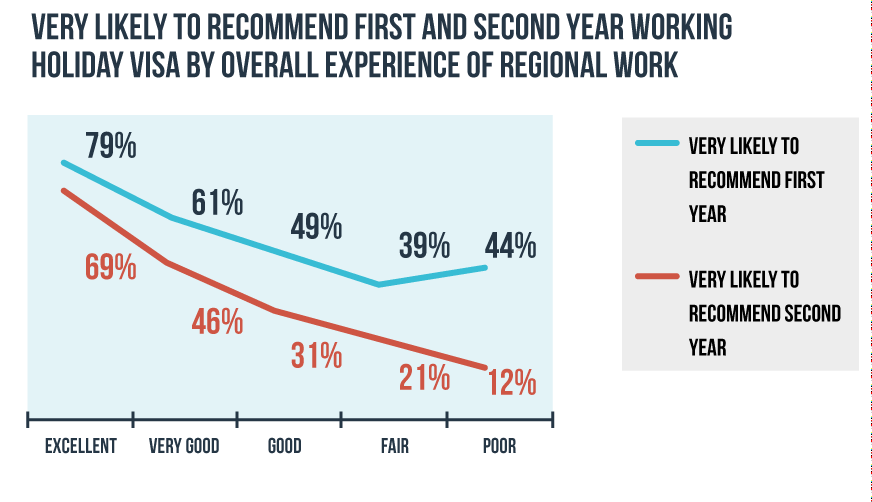 VERY LIKELY TO RECOMMEND FIRST AND SECOND YEAR WORKING
HOLIDAY VISA BY OVERALL EXPERIENCE OF REGIONAL WORK
79%
61%
49%
39%
44%
69%
46%
31%
21%
12%
EXCELLENT
VERY GOOD
GOOD
FAIR
POOR
VERY LIKELY TO
RECOMMEND FIRST
YEAR
VERY LIKELY TO
RECOMMEND SECOND
YEAR